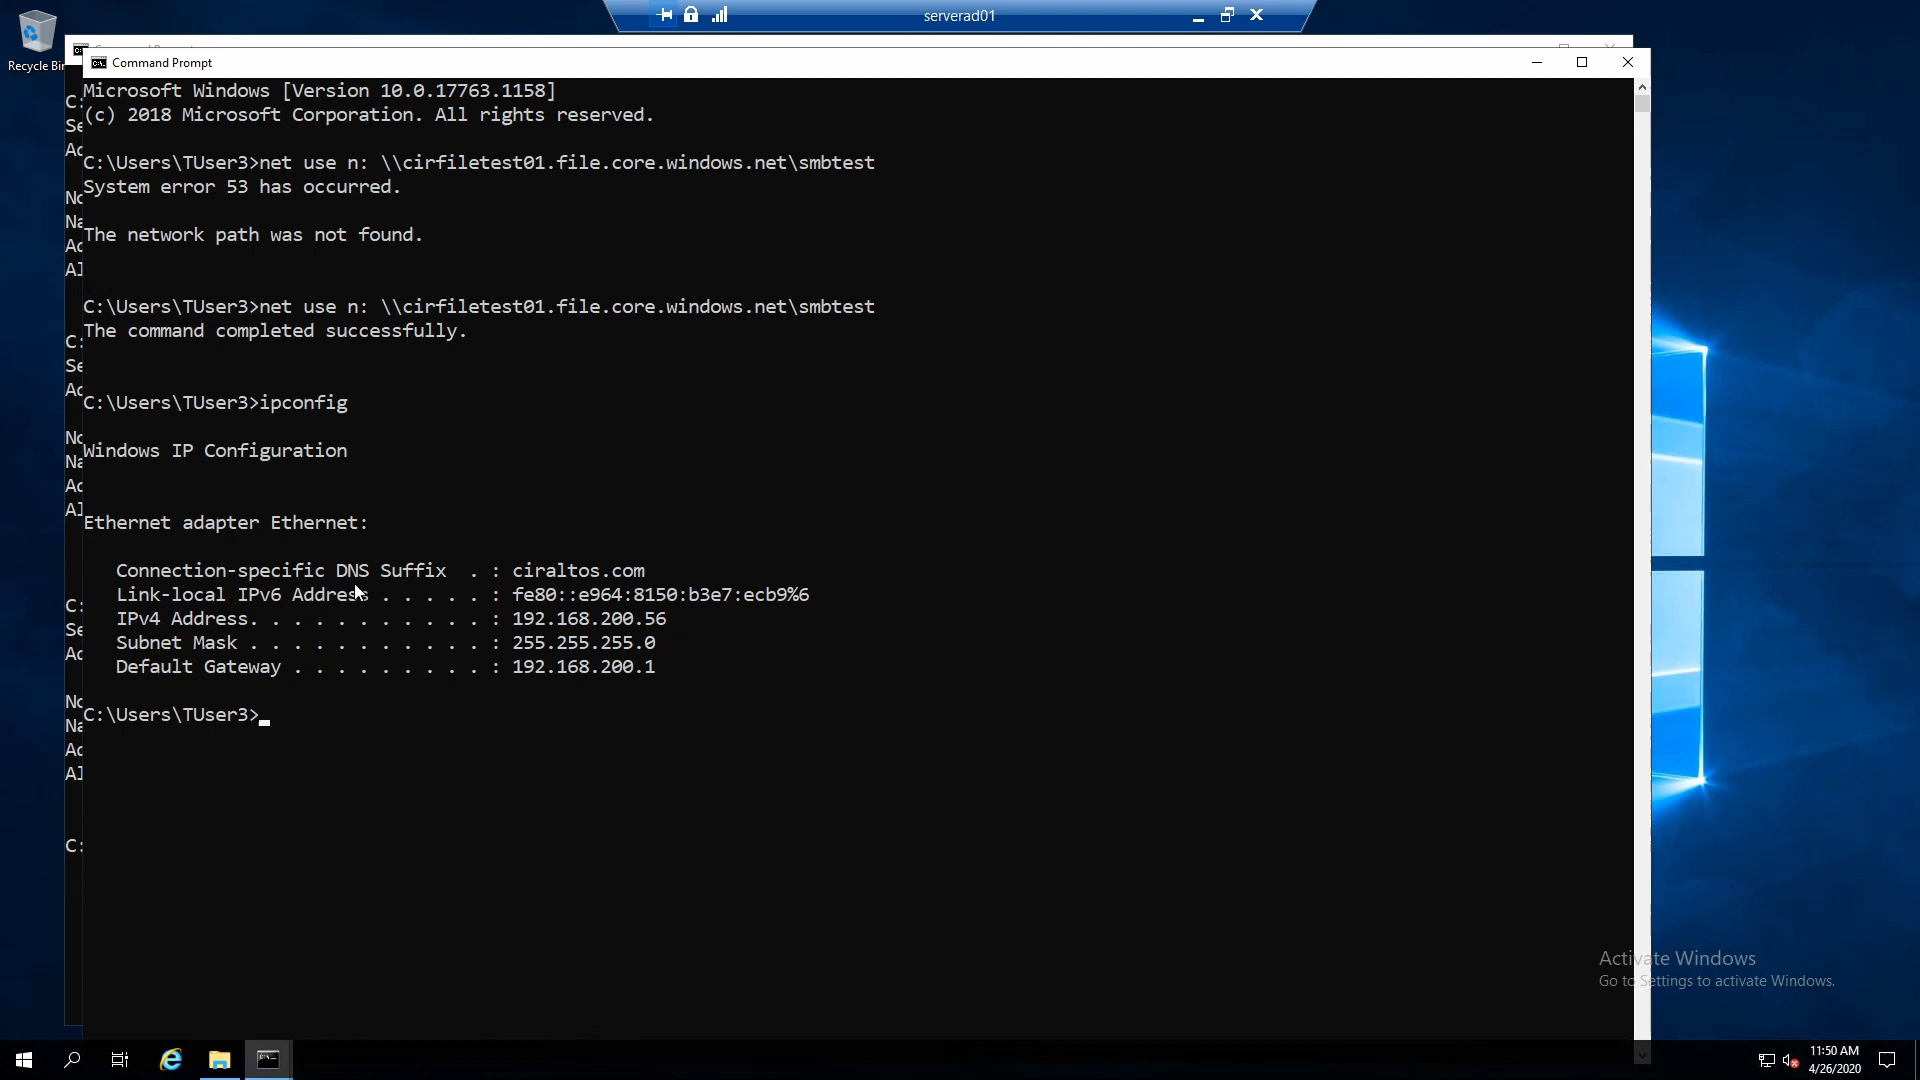 serverad01
Recycle Bin
Command Prompt
Microsoft Windows [Version 10.0.17763.1158]
(c) 2018 Microsoft Corporation. All rights reserved.
C:\Users\TUser3>net use n: \\cirfiletest01.file.core.windows.net\smbtest
System error 53 has occurred.
The network path was not found.
C:\Users\TUser3>net use n: \\cirfiletest01.file.core.windows.net\smbtest
The command completed successfully.
C:\Users\TUser3>ipconfig
Windows IP Configuration
Ethernet adapter Ethernet:
Connection-specific DNS Suffix  . : ciraltos.com
Link-local IPv6 Address . . . . . : fe80::e964:8150:b3e7:ecb9%6
IPv4 Address. . . . . . . . . . . : 192.168.200.56
Subnet Mask . . . . . . . . . . . : 255.255.255.0
Default Gateway . . . . . . . . . : 192.168.200.1
C:\Users\TUser3>
Activate Windows
Go to Settings to activate Windows.
11:50 AM
4/26/2020